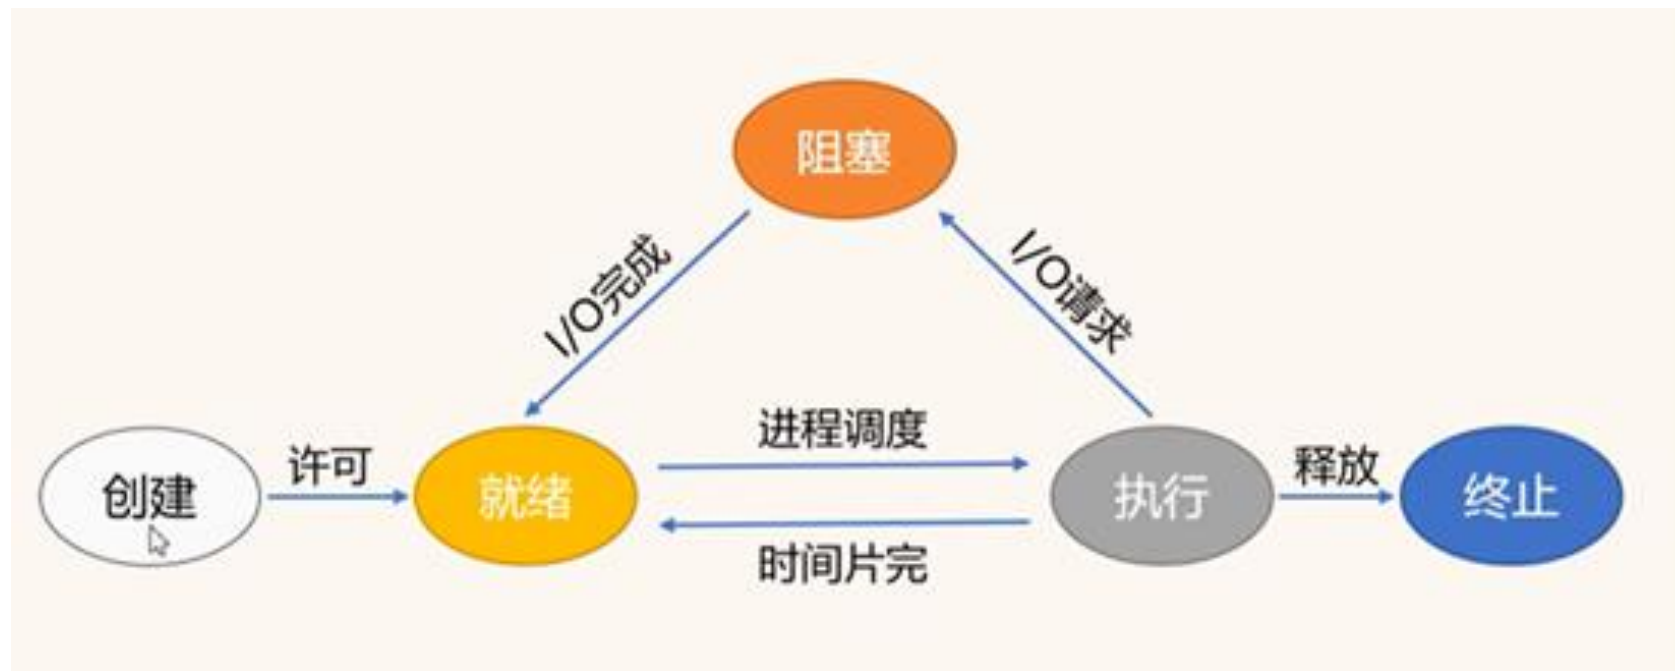 阻塞
I/O完成
I/O请求
进程调度
创建
许可
就绪
执行
释放
终止
时间片完